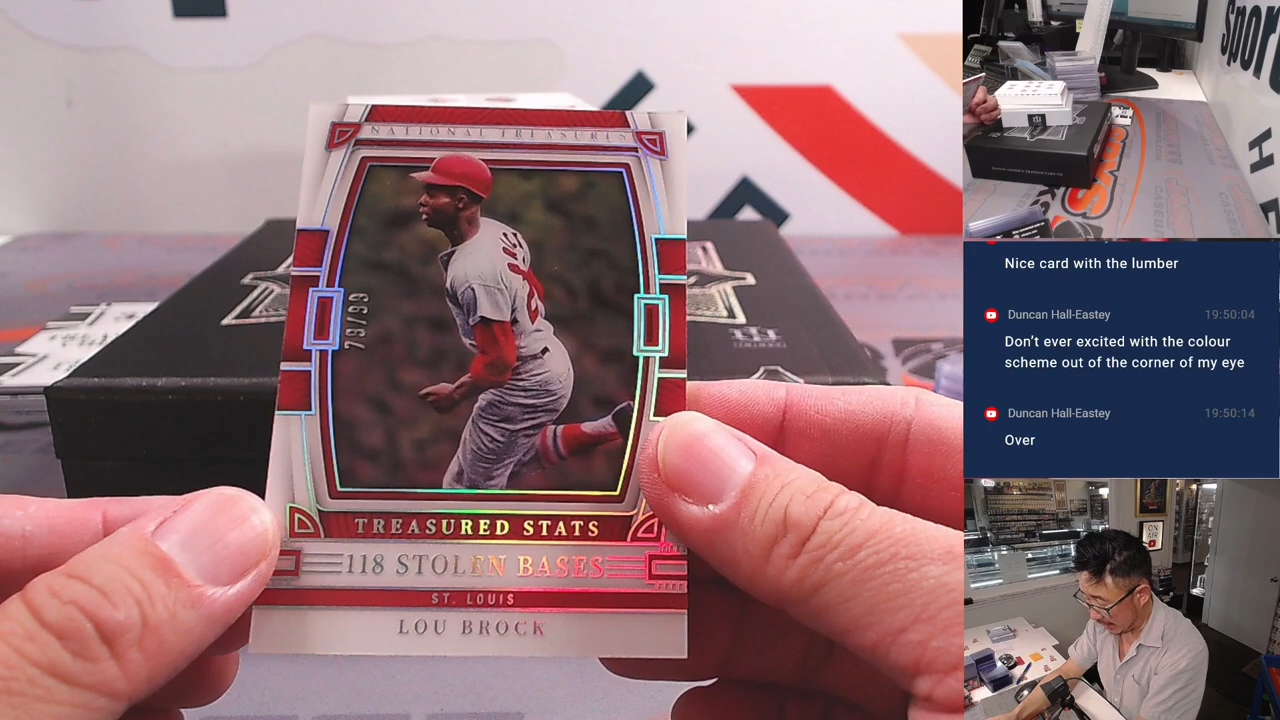 NATIONAL TREASURES
79/99
TREASURED STATS
118 STOLEN BASES
ST. LOUIS
LOU BROCK
Nice card with the lumber
Duncan Hall-Eastey 19:50:04
Don't ever excited with the colour
scheme out of the corner of my eye
Duncan Hall-Eastey 19:50:14
Over
ON
AIR